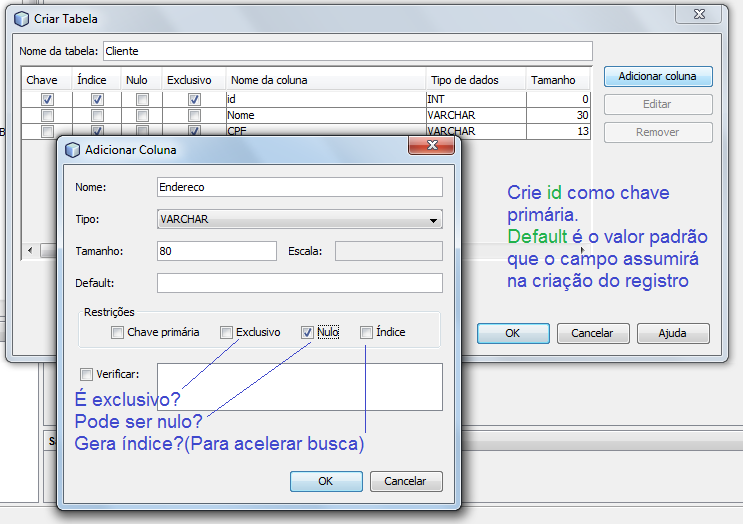 Criar Tabela
Nome da tabela: Cliente
Chave Índice Nulo Exclusivo Nome da coluna Tipo de dados Tamanho
id INT 0
Nome VARCHAR 30
CPF VARCHAR 13
Adicionar coluna
Editar
Remover
Adicionar Coluna
Nome: Endereco
Tipo: VARCHAR
Tamanho: 80 Escala:
Default:
Restrições
Chave primária Exclusivo Nulo Índice
Verificar:
É exclusivo?
Pode ser nulo?
Gera índice?(Para acelerar busca)
OK Cancelar
Crie id como chave
primária.
Default é o valor padrão
que o campo assumirá
na criação do registro
OK Cancelar Ajuda